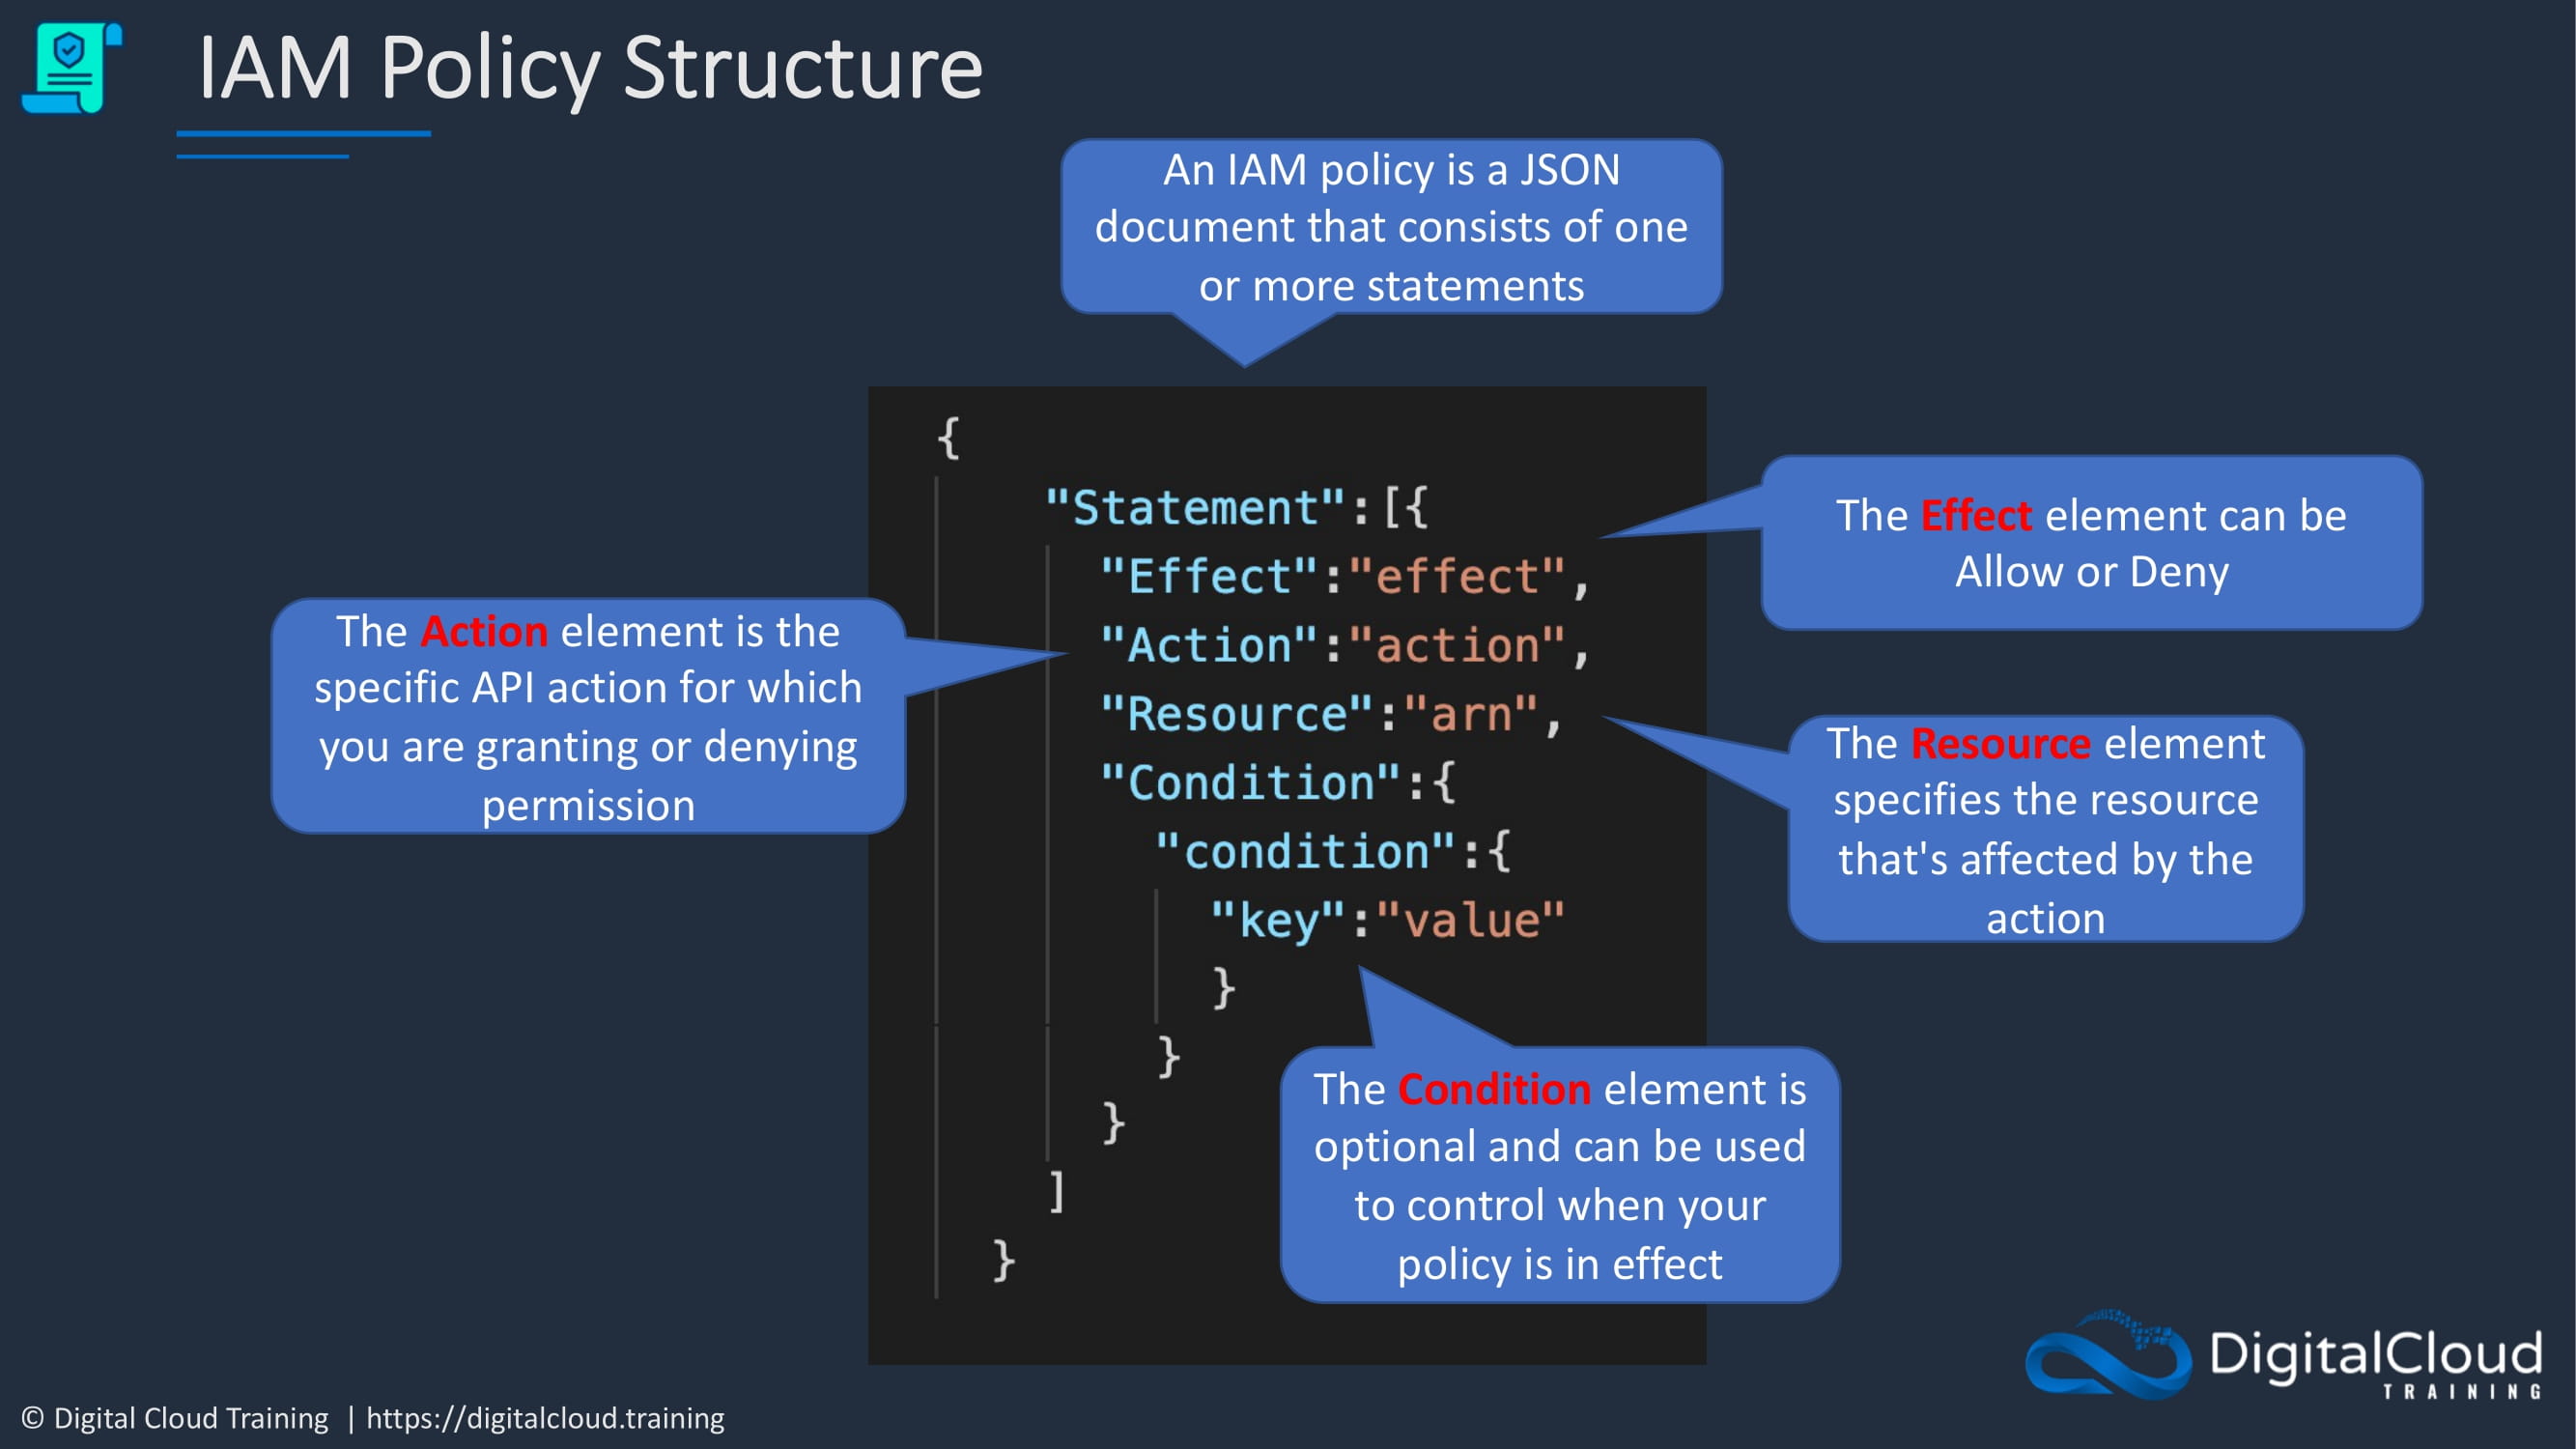 IAM Policy Structure
An IAM policy is a JSON
document that consists of one
or more statements
{
"Statement":[{
"Effect":"effect",
"Action":"action",
"Resource":"arn",
"Condition":{
"condition":{
"key":"value"
}
}
}
]
}
The Effect element can be
Allow or Deny
The Action element is the
specific API action for which
you are granting or denying
permission
The Resource element
specifies the resource
that's affected by the
action
The Condition element is
optional and can be used
to control when your
policy is in effect
DigitalCloud
TRAINING
© Digital Cloud Training | https://digitalcloud.training